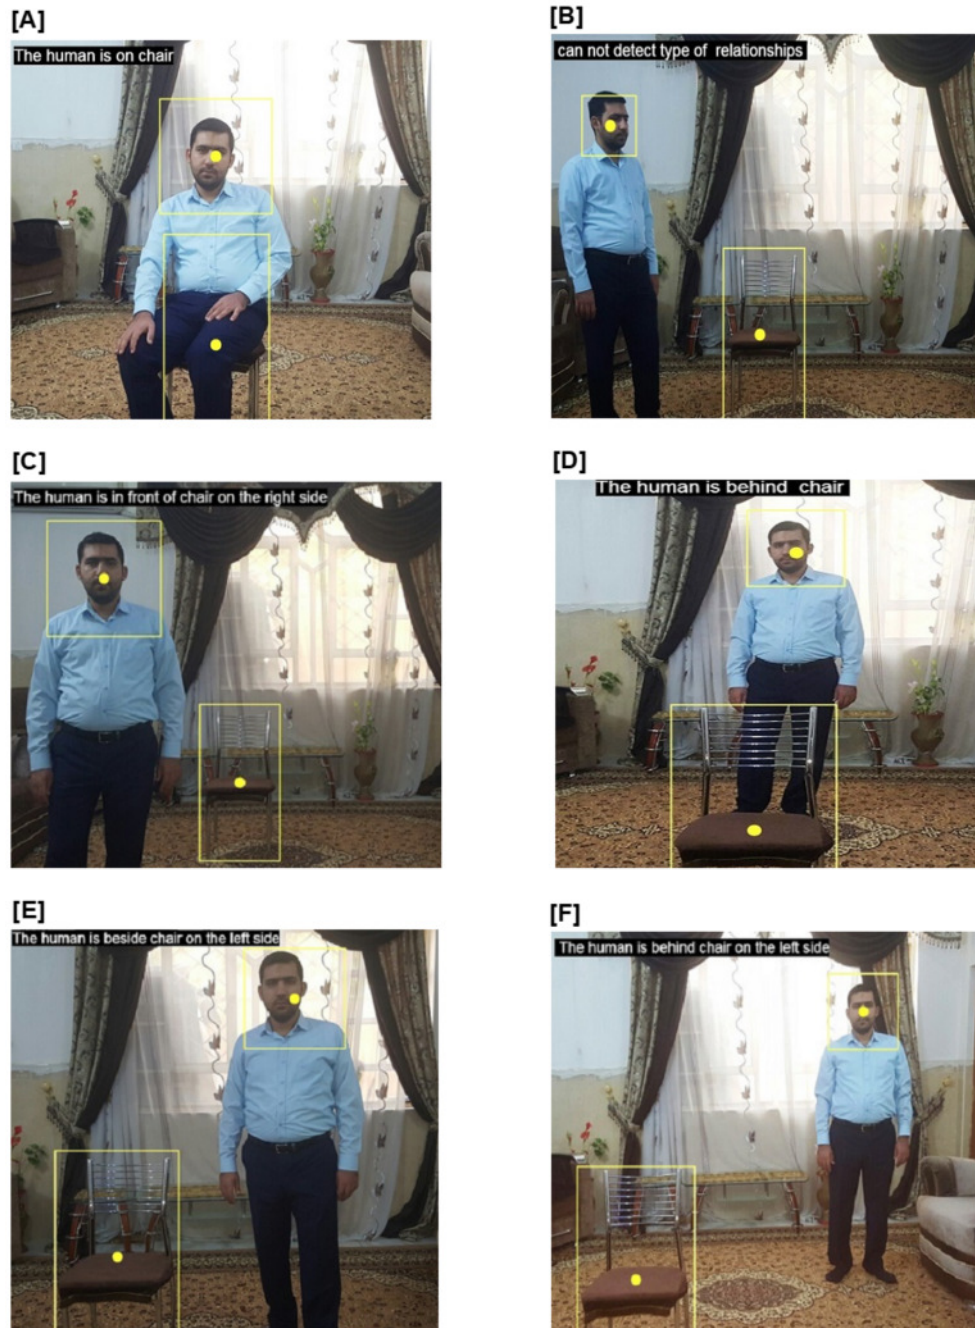 [A]
[B]
The human is on chair
can not detect type of relationships
[C]
[D]
The human is in front of chair on the right side
The human is behind chair
[E]
[F]
The human is beside chair on the left side
The human is behind chair on the left side